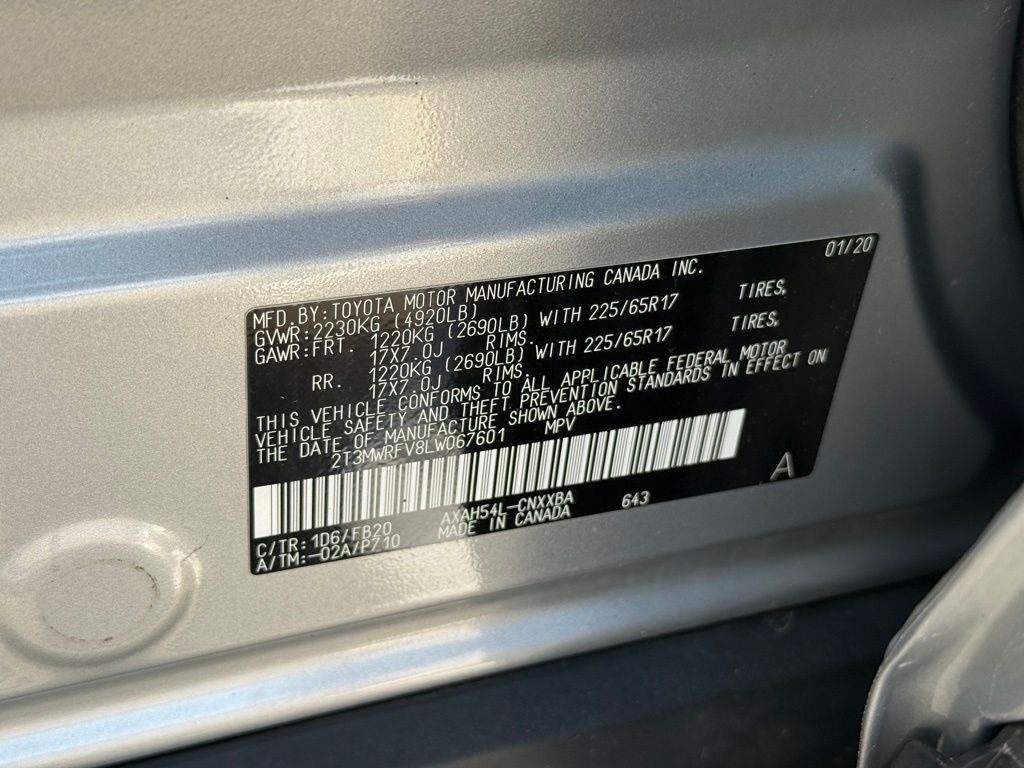 01/20
MFD.BY:TOYOTA MOTOR MANUFACTURING CANADA INC.
GVWR:2230KG (4920LB)
GAWR:FRT. 1220KG (2690LB) WITH 225/65R17 TIRES,
17X7.0J RIMS.
RR. 1220KG (2690LB) WITH 225/65R17 TIRES,
17X7.0J RIMS.
THIS VEHICLE CONFORMS TO ALL APPLICABLE FEDERAL MOTOR
VEHICLE SAFETY AND THEFT PREVENTION STANDARDS IN EFFECT ON
THE DATE OF MANUFACTURE SHOWN ABOVE.
2T3MWRFV8LW067601 MPV
A
C/TR:1D6/FB20 AXAH54L-CNXXBA 643
A/TM:-02A/P710 MADE IN CANADA